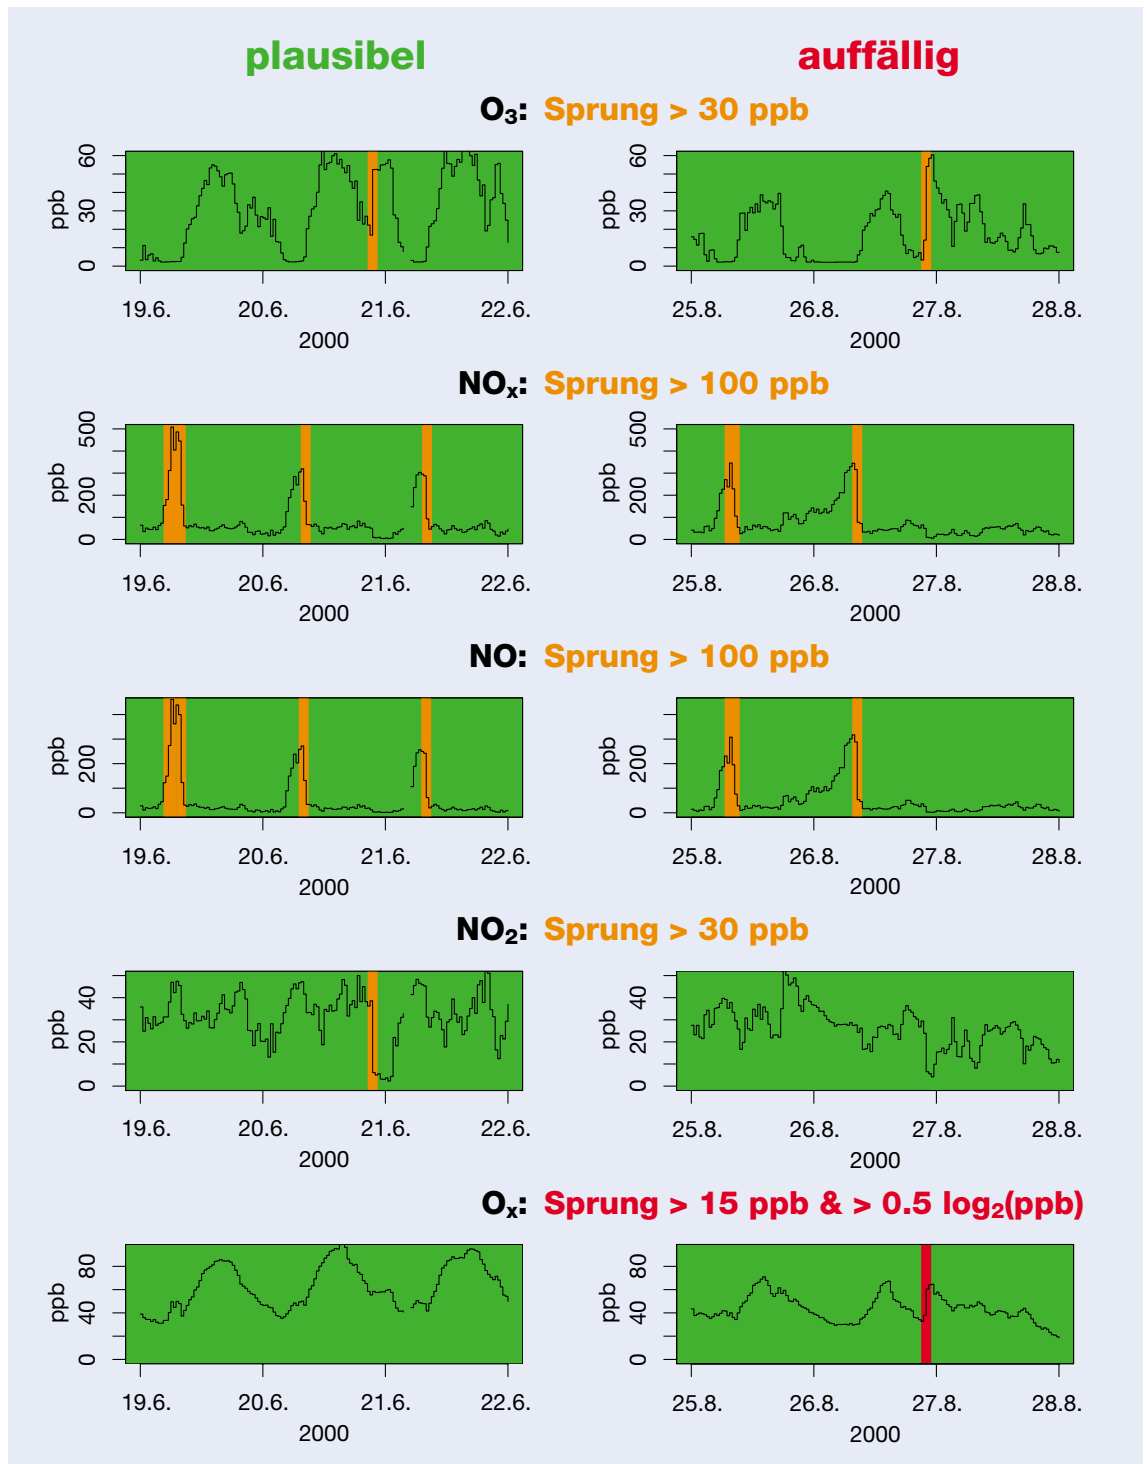 plausibel auffällig
O₃: Sprung > 30 ppb
ppb 0 30 60 ppb 0 30 60
19.6. 20.6. 21.6. 22.6. 25.8. 26.8. 27.8. 28.8.
2000 2000
NOₓ: Sprung > 100 ppb
ppb 0 200 500 ppb 0 200 500
19.6. 20.6. 21.6. 22.6. 25.8. 26.8. 27.8. 28.8.
2000 2000
NO: Sprung > 100 ppb
ppb 0 200 ppb 0 200
19.6. 20.6. 21.6. 22.6. 25.8. 26.8. 27.8. 28.8.
2000 2000
NO₂: Sprung > 30 ppb
ppb 0 20 40 ppb 0 20 40
19.6. 20.6. 21.6. 22.6. 25.8. 26.8. 27.8. 28.8.
2000 2000
Oₓ: Sprung > 15 ppb & > 0.5 log₂(ppb)
ppb 0 40 80 ppb 0 40 80
19.6. 20.6. 21.6. 22.6. 25.8. 26.8. 27.8. 28.8.
2000 2000